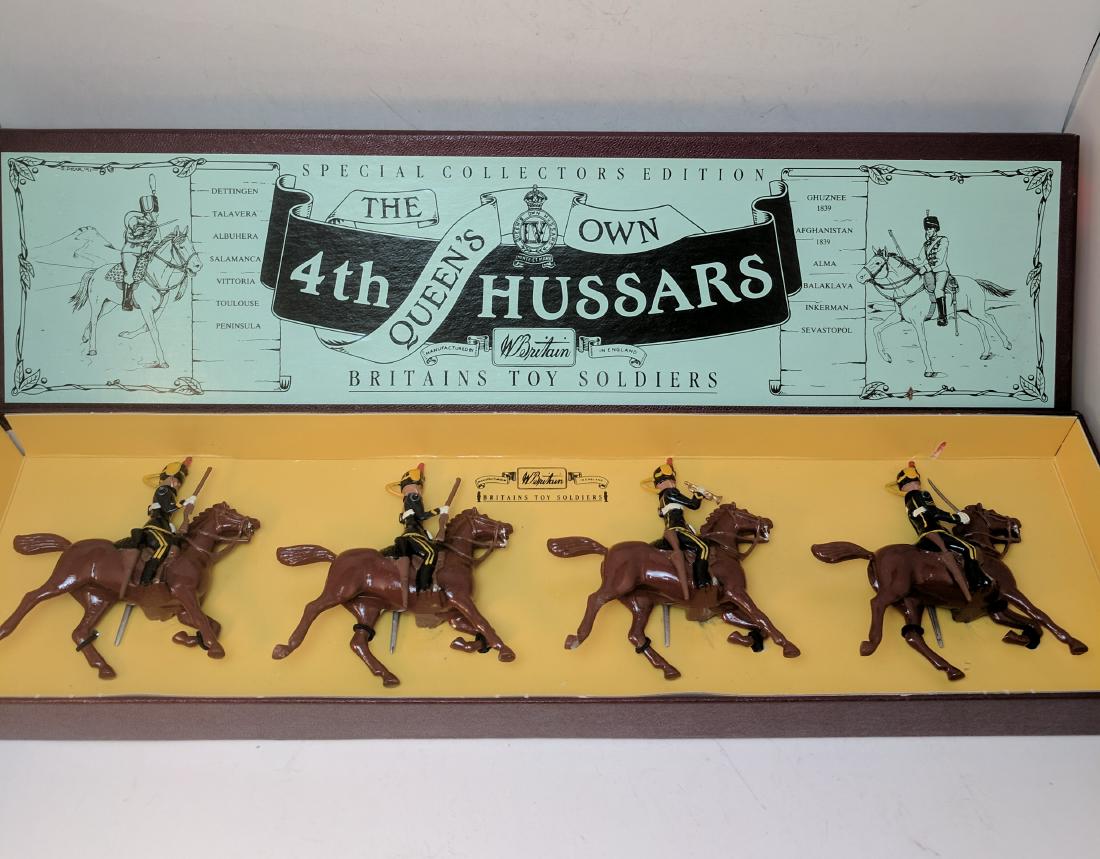 SPECIAL COLLECTORS EDITION
THE
QUEEN'S
OWN
4th
HUSSARS
IV
MANUFACTURED BY
W.Britain
IN ENGLAND
BRITAINS TOY SOLDIERS
DETTINGEN
TALAVERA
ALBUHERA
SALAMANCA
VITTORIA
TOULOUSE
PENINSULA
GHUZNEE
1839
AFGHANISTAN
1839
ALMA
BALAKLAVA
INKERMAN
SEVASTOPOL
W.Britain
BRITAINS TOY SOLDIERS